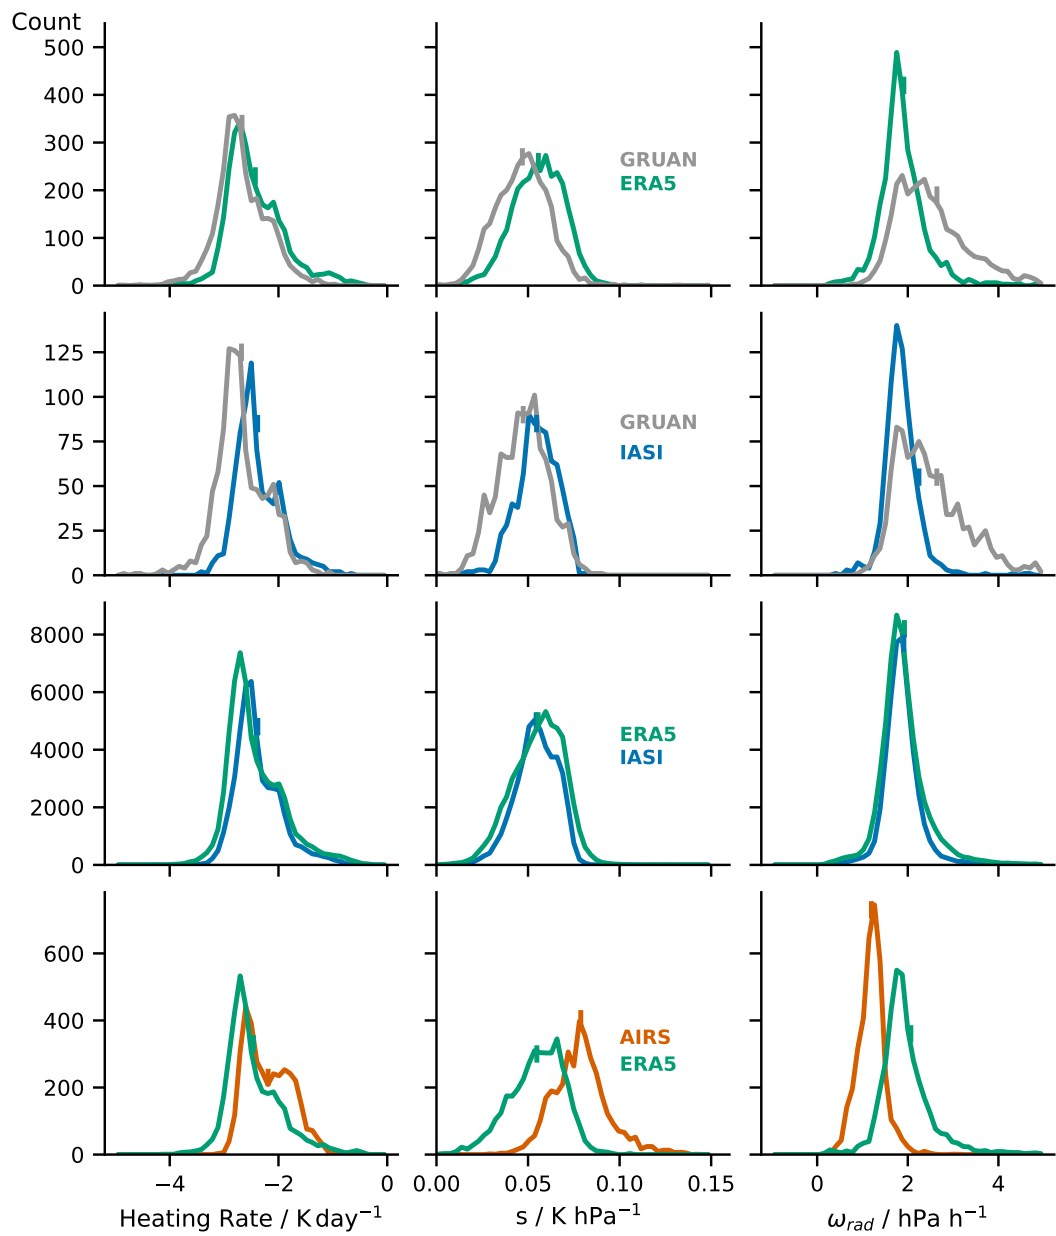 Count
500
400
300
200
100
0
GRUAN
ERA5
125
100
75
50
25
0
GRUAN
IASI
8000
6000
4000
2000
0
ERA5
IASI
600
400
200
0
AIRS
ERA5
−4 −2 0
0.00 0.05 0.10 0.15
0 2 4
Heating Rate / K day⁻¹
s / K hPa⁻¹
ω_rad / hPa h⁻¹